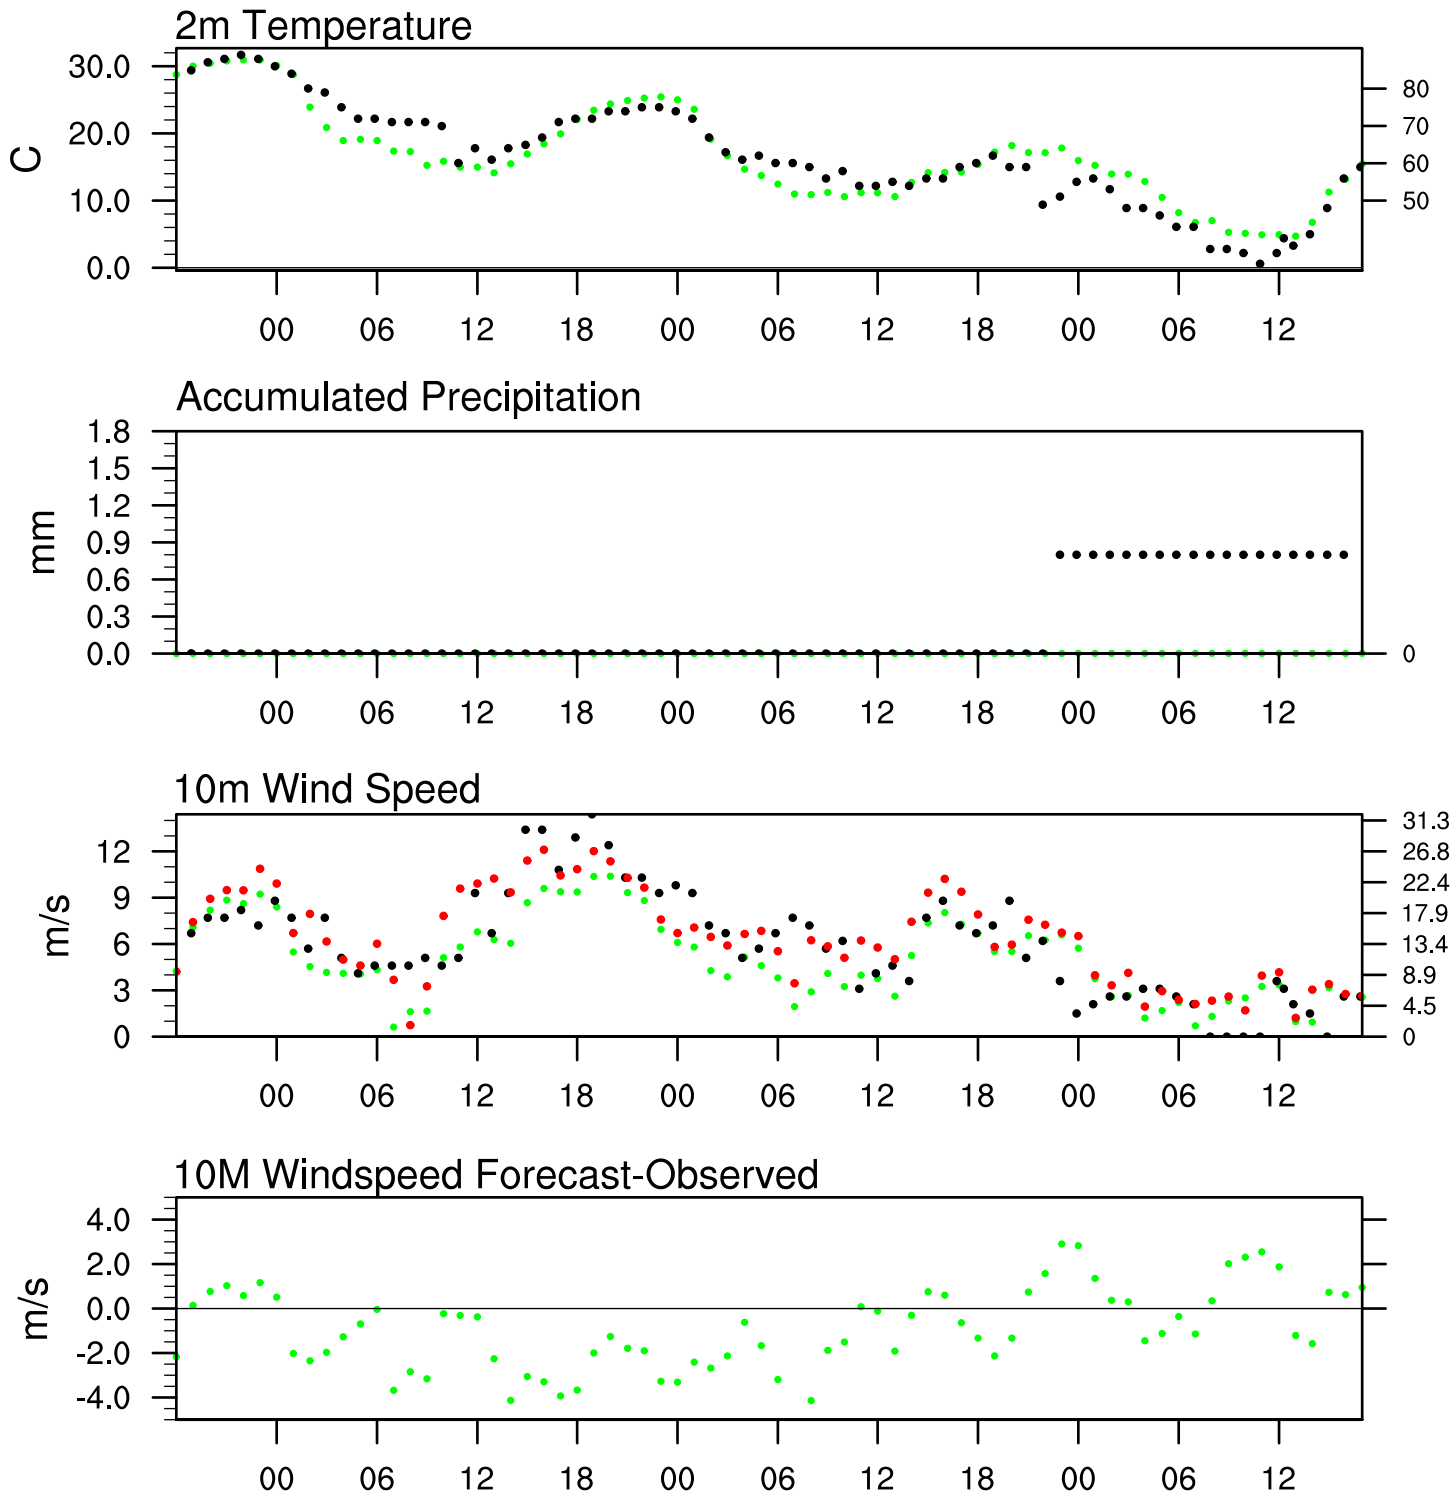 2m Temperature
30.0
20.0
10.0
0.0
C
80
70
60
50
00 06 12 18 00 06 12 18 00 06 12
Accumulated Precipitation
1.8
1.5
1.2
0.9
0.6
0.3
0.0
mm
0
00 06 12 18 00 06 12 18 00 06 12
10m Wind Speed
12
9
6
3
0
m/s
31.3
26.8
22.4
17.9
13.4
8.9
4.5
0
00 06 12 18 00 06 12 18 00 06 12
10M Windspeed Forecast-Observed
4.0
2.0
0.0
-2.0
-4.0
m/s
00 06 12 18 00 06 12 18 00 06 12